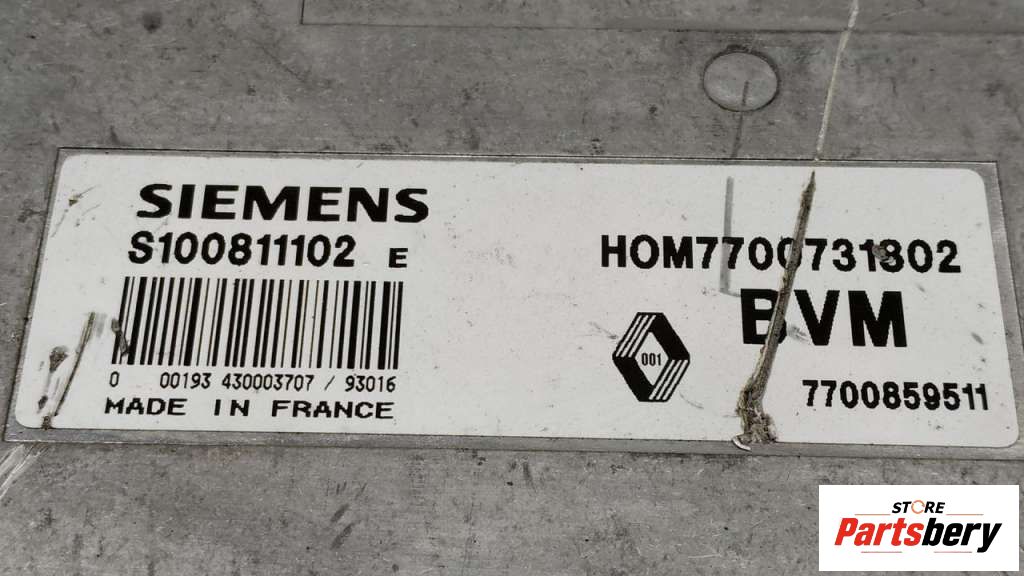 SIEMENS
S100811102 E
0 00193 430003707 / 93016
MADE IN FRANCE
HOM7700731802
BVM
001
7700859511
STORE
Partsbery